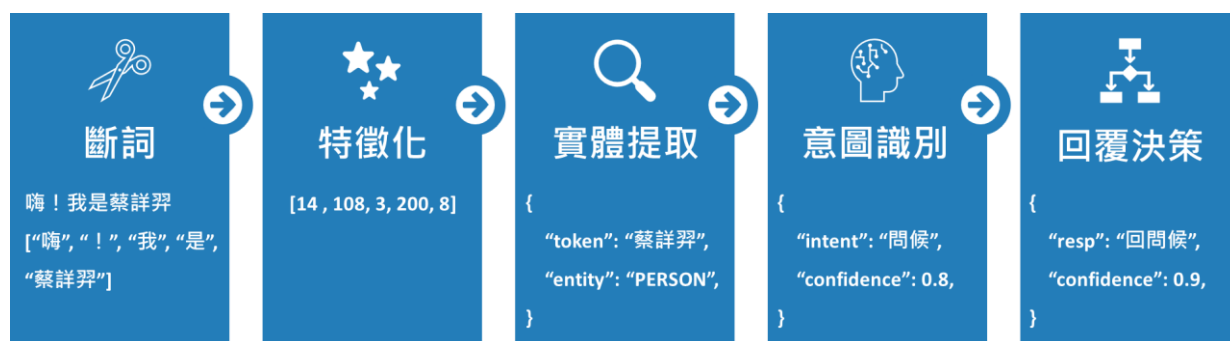 斷詞
嗨！我是蔡詳羿
[“嗨”, “！”, “我”, “是”,
“蔡詳羿”]
特徵化
[14 , 108, 3, 200, 8]
實體提取
{
“token”: “蔡詳羿”,
“entity”: “PERSON”,
}
意圖識別
{
“intent”: “問候”,
“confidence”: 0.8,
}
回覆決策
{
“resp”: “回問候”,
“confidence”: 0.9,
}